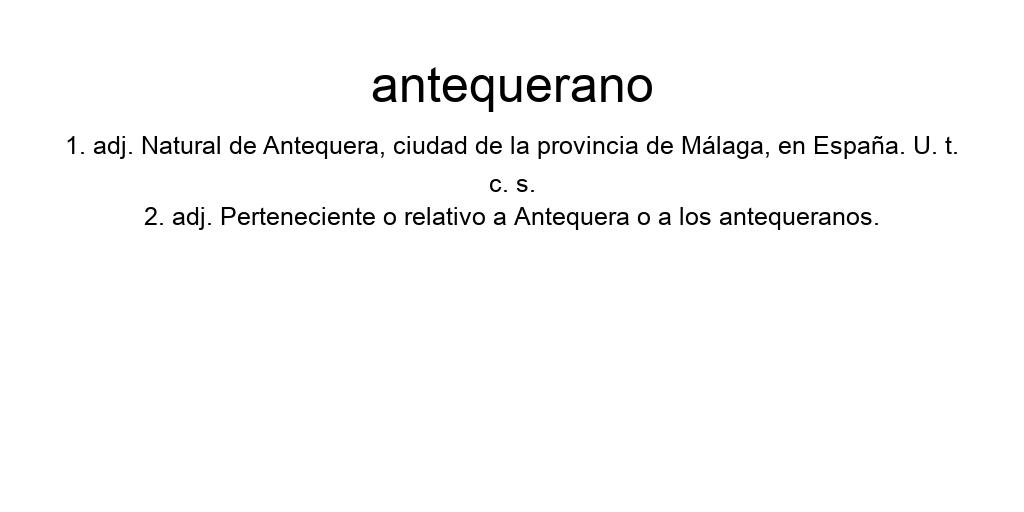 antequerano
1. adj. Natural de Antequera, ciudad de la provincia de Málaga, en España. U. t.
c. s.
2. adj. Perteneciente o relativo a Antequera o a los antequeranos.